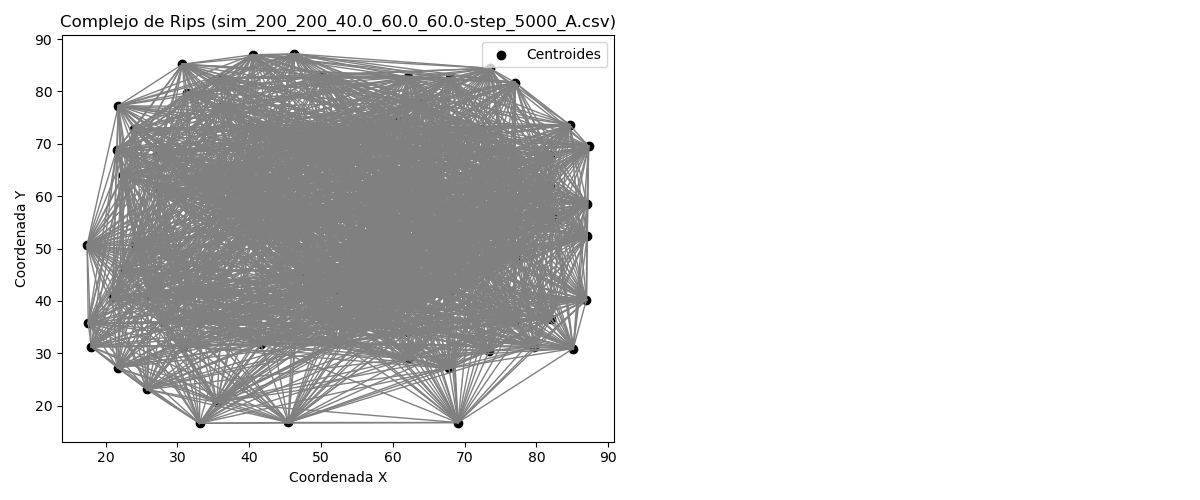 Complejo de Rips (sim_200_200_40.0_60.0_60.0-step_5000_A.csv)
Centroides
90
80
70
60
50
40
30
20
Coordenada Y
20 30 40 50 60 70 80 90
Coordenada X